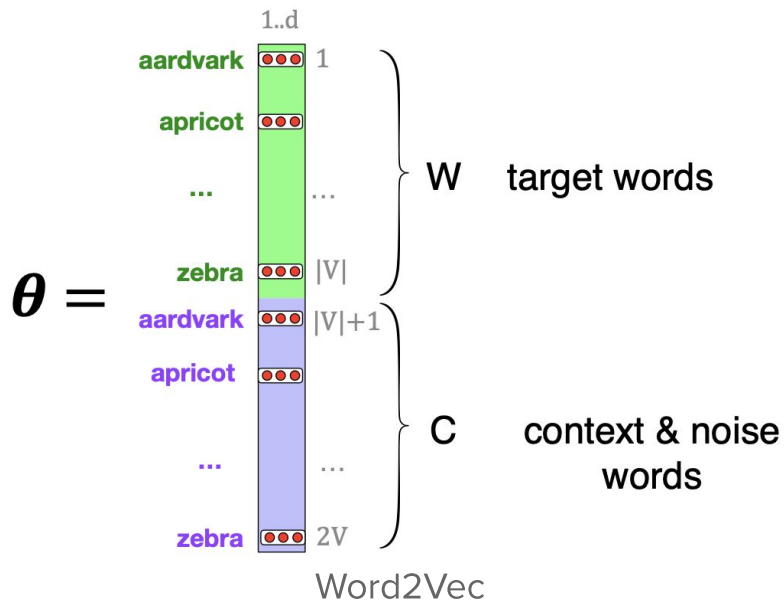 1..d
aardvark 1
apricot
... ...
zebra |V|
W target words
θ =
aardvark |V|+1
apricot
C context & noise
words
... ...
zebra 2V
Word2Vec